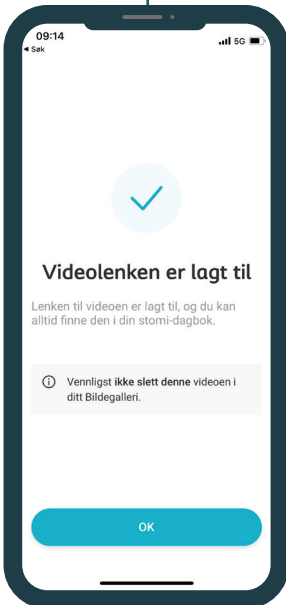 09:14
5G
◀ Søk
Videolenken er lagt til
Lenken til videoen er lagt til, og du kan
alltid finne den i din stomi-dagbok.
Vennligst ikke slett denne videoen i
ditt Bildegalleri.
OK